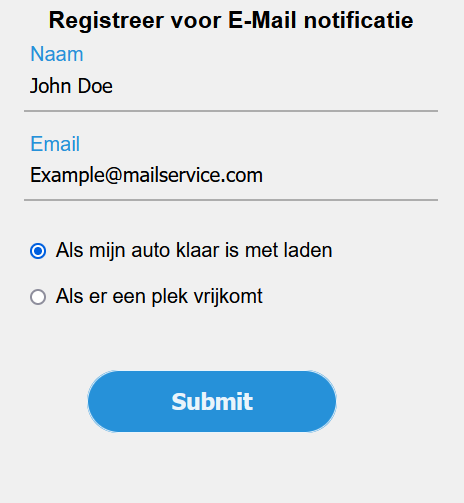 Registreer voor E-Mail notificatie
Naam
John Doe
Email
Example@mailservice.com
Als mijn auto klaar is met laden
Als er een plek vrijkomt
Submit